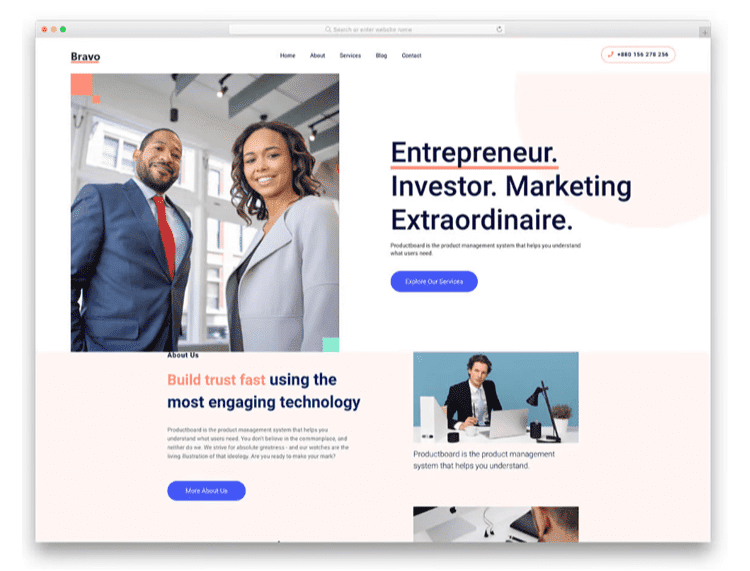 Search or enter website name
Bravo
Home About Services Blog Contact
+880 156 278 256
Entrepreneur.
Investor. Marketing
Extraordinaire.
Productboard is the product management system that helps you understand
what users need.
Explore Our Services
About Us
Build trust fast using the
most engaging technology
Productboard is the product management system that helps you
understand what users need. You don't believe in the commonplace, and
neither do we. We strive for absolute greatness - and our watches are the
living illustration of that ideology. Are you ready to make your mark?
More About Us
Productboard is the product management
system that helps you understand.